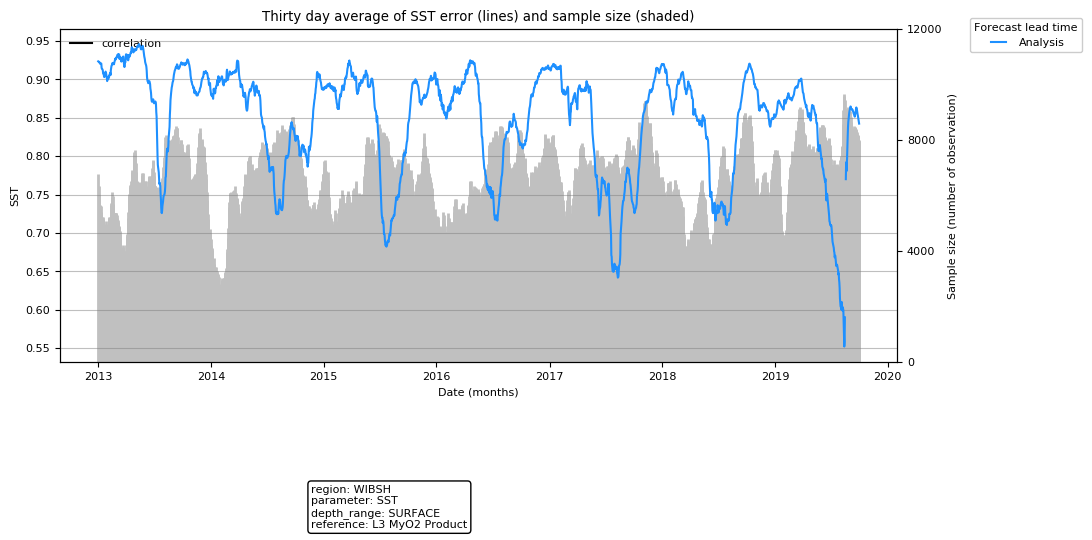 Thirty day average of SST error (lines) and sample size (shaded)
Forecast lead time
Analysis
correlation
0.95
0.90
0.85
0.80
0.75
0.70
0.65
0.60
0.55
SST
12000
8000
4000
0
Sample size (number of observation)
2013 2014 2015 2016 2017 2018 2019 2020
Date (months)
region: WIBSH
parameter: SST
depth_range: SURFACE
reference: L3 MyO2 Product